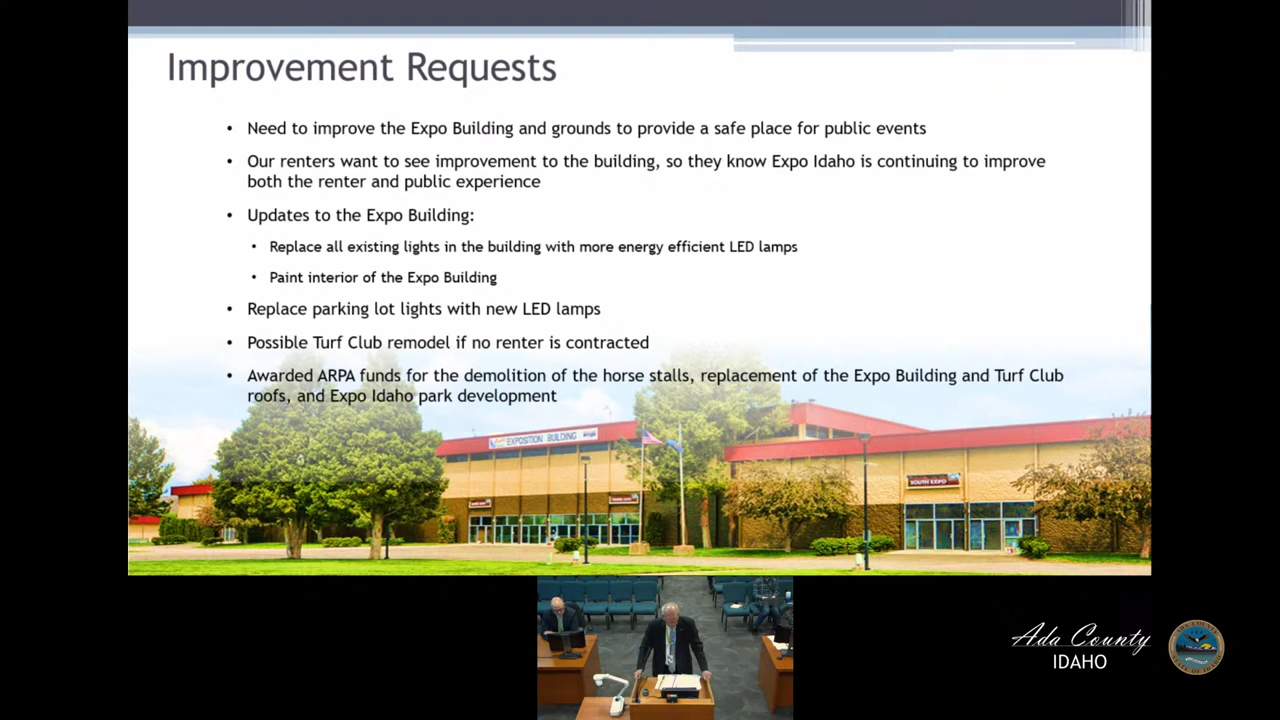 Improvement Requests
• Need to improve the Expo Building and grounds to provide a safe place for public events
• Our renters want to see improvement to the building, so they know Expo Idaho is continuing to improve
both the renter and public experience
• Updates to the Expo Building:
• Replace all existing lights in the building with more energy efficient LED lamps
• Paint interior of the Expo Building
• Replace parking lot lights with new LED lamps
• Possible Turf Club remodel if no renter is contracted
• Awarded ARPA funds for the demolition of the horse stalls, replacement of the Expo Building and Turf Club
roofs, and Expo Idaho park development
EXPOSITION BUILDING
SOUTH EXPO
Ada County
IDAHO